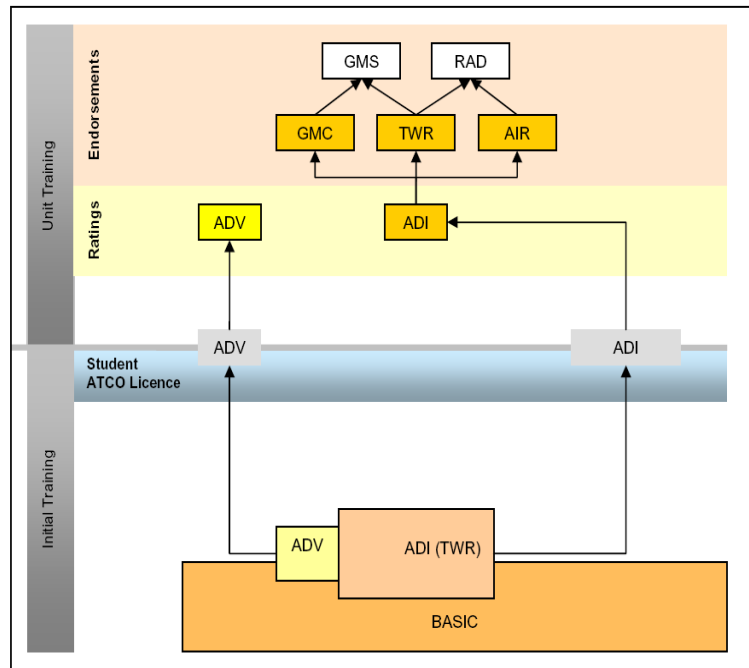 GMS
RAD
GMC
TWR
AIR
Endorsements
Unit Training
Ratings
ADV
ADI
ADV
ADI
Student
ATCO Licence
Initial Training
ADV
ADI (TWR)
BASIC